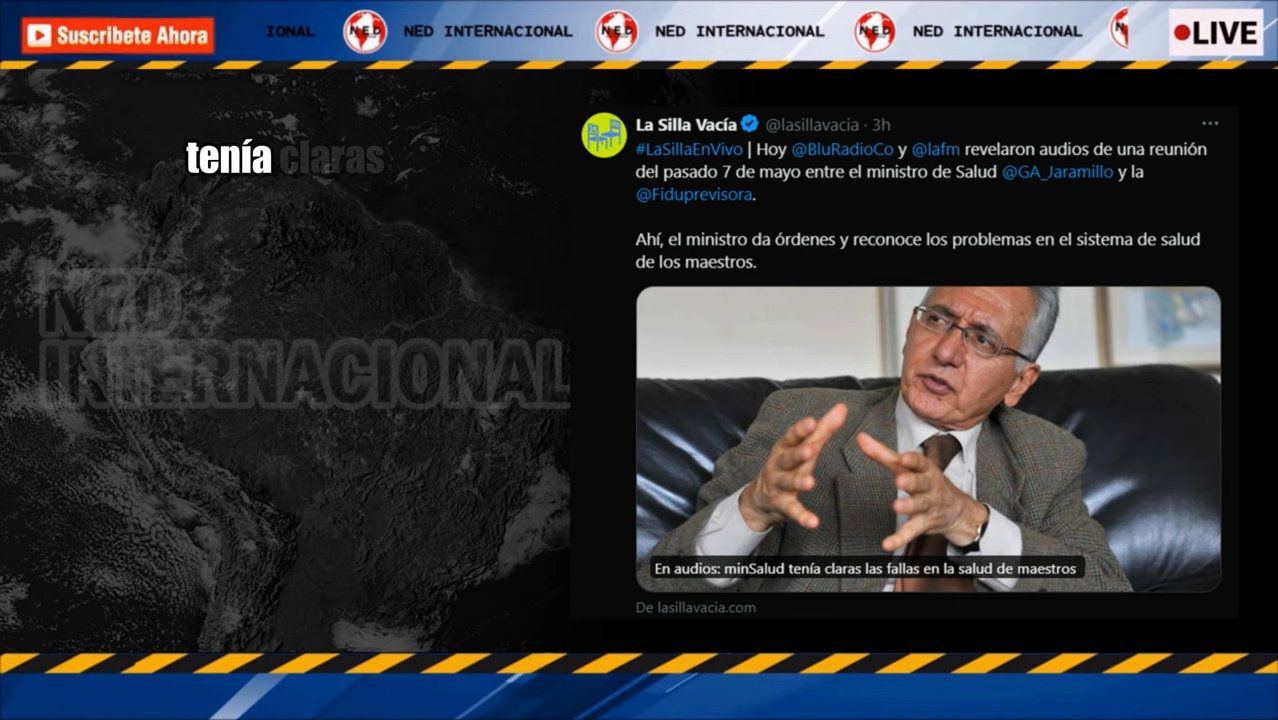 Suscribete Ahora
IONAL NED NED INTERNACIONAL NED NED INTERNACIONAL NED NED INTERNACIONAL
LIVE
tenía claras
NED
INTERNACIONAL
La Silla Vacía @lasillavacia · 3h
#LaSillaEnVivo | Hoy @BluRadioCo y @lafm revelaron audios de una reunión
del pasado 7 de mayo entre el ministro de Salud @GA_Jaramillo y la
@Fiduprevisora.
Ahí, el ministro da órdenes y reconoce los problemas en el sistema de salud
de los maestros.
En audios: minSalud tenía claras las fallas en la salud de maestros
De lasillavacia.com